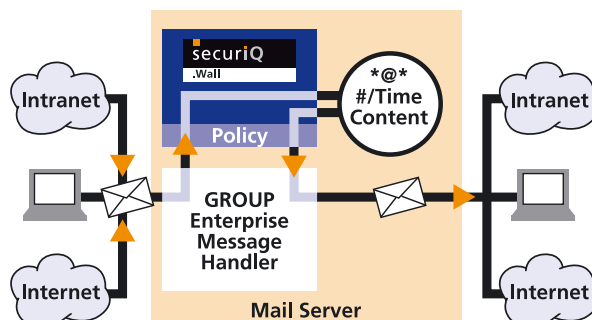 securiQ
.Wall
*@*
#/Time
Content
Intranet
Intranet
Policy
GROUP
Enterprise
Message
Handler
Internet
Internet
Mail Server